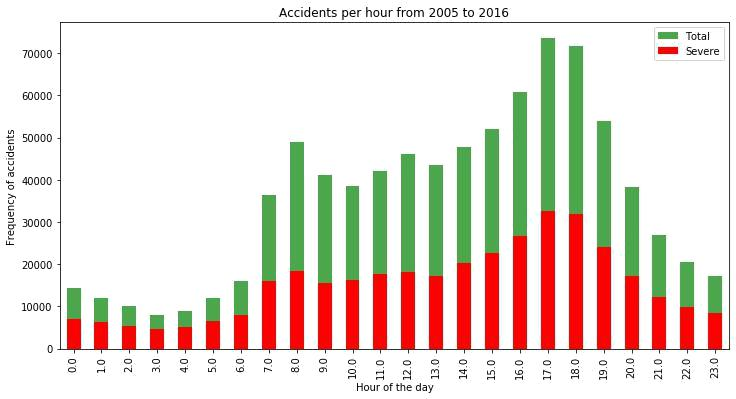 Accidents per hour from 2005 to 2016
Total
Severe
Frequency of accidents
70000
60000
50000
40000
30000
20000
10000
0
0.0 1.0 2.0 3.0 4.0 5.0 6.0 7.0 8.0 9.0 10.0 11.0 12.0 13.0 14.0 15.0 16.0 17.0 18.0 19.0 20.0 21.0 22.0 23.0
Hour of the day